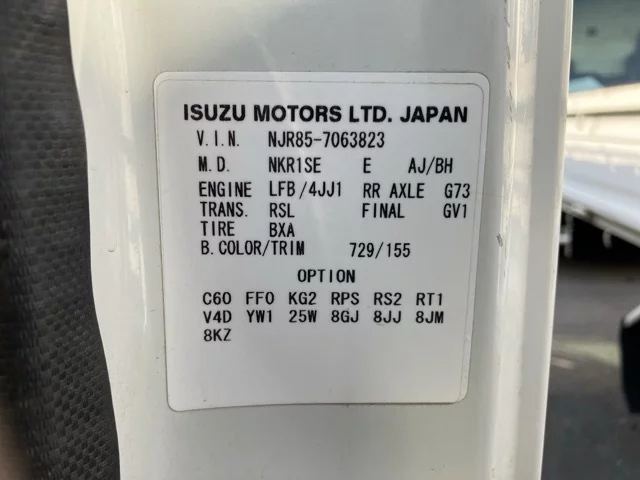 ISUZU MOTORS LTD. JAPAN
V.I.N. NJR85-7063823
M.D. NKR1SE E AJ/BH
ENGINE LFB/4JJ1 RR AXLE G73
TRANS. RSL FINAL GV1
TIRE BXA
B.COLOR/TRIM 729/155
OPTION
C60 FF0 KG2 RPS RS2 RT1
V4D YW1 25W 8GJ 8JJ 8JM
8KZ